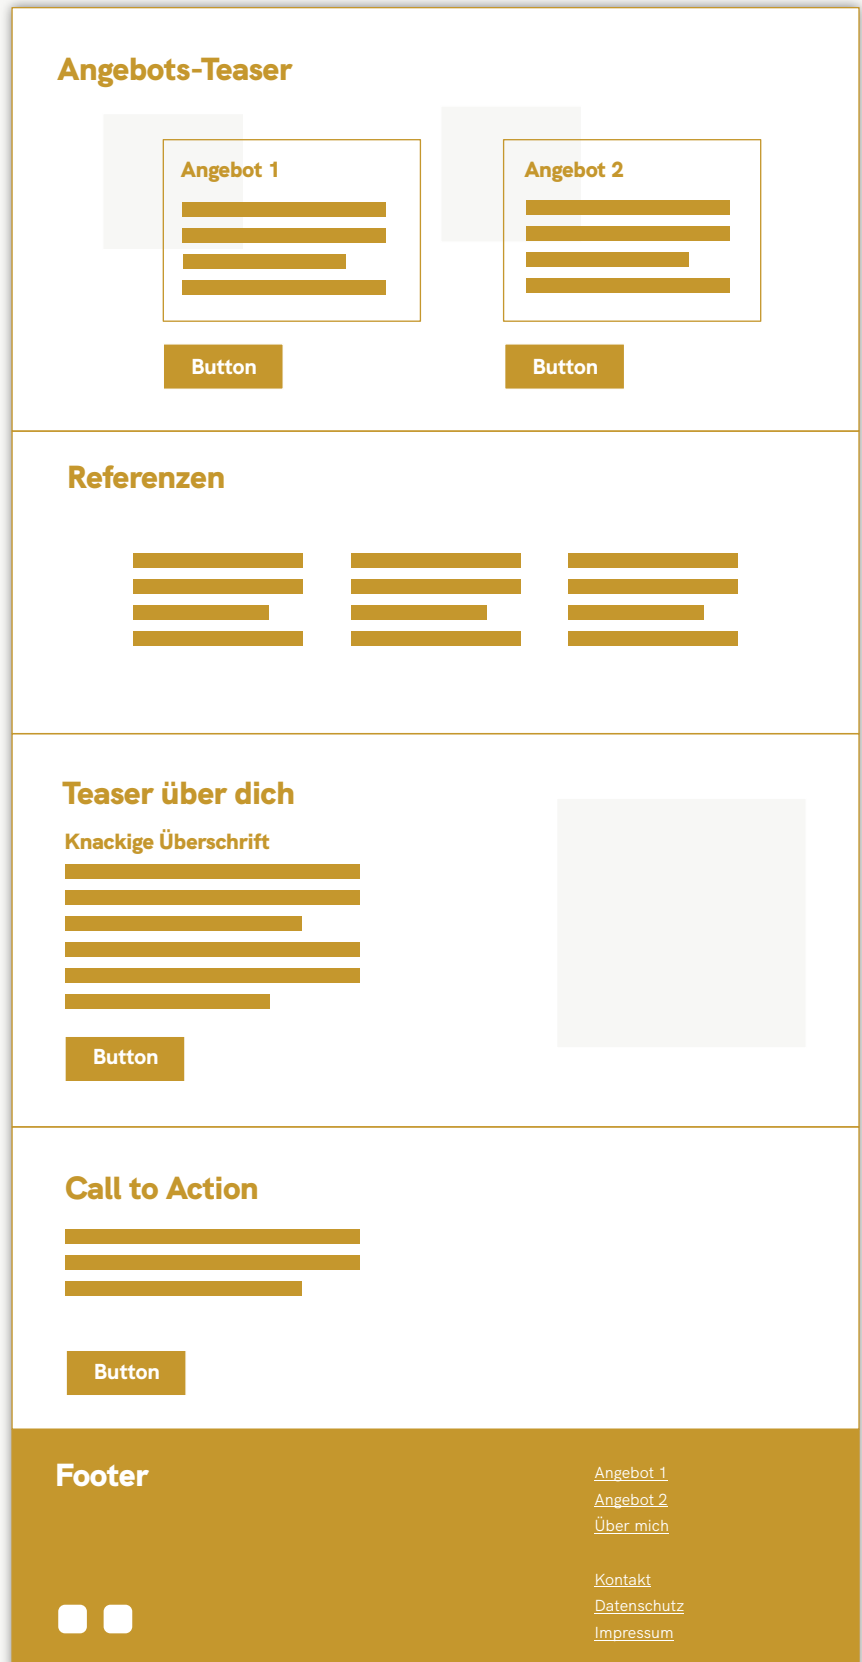 Angebots-Teaser
Angebot 1
Button
Angebot 2
Button
Referenzen
Teaser über dich
Knackige Überschrift
Button
Call to Action
Button
Footer
Angebot 1
Angebot 2
Über mich
Kontakt
Datenschutz
Impressum